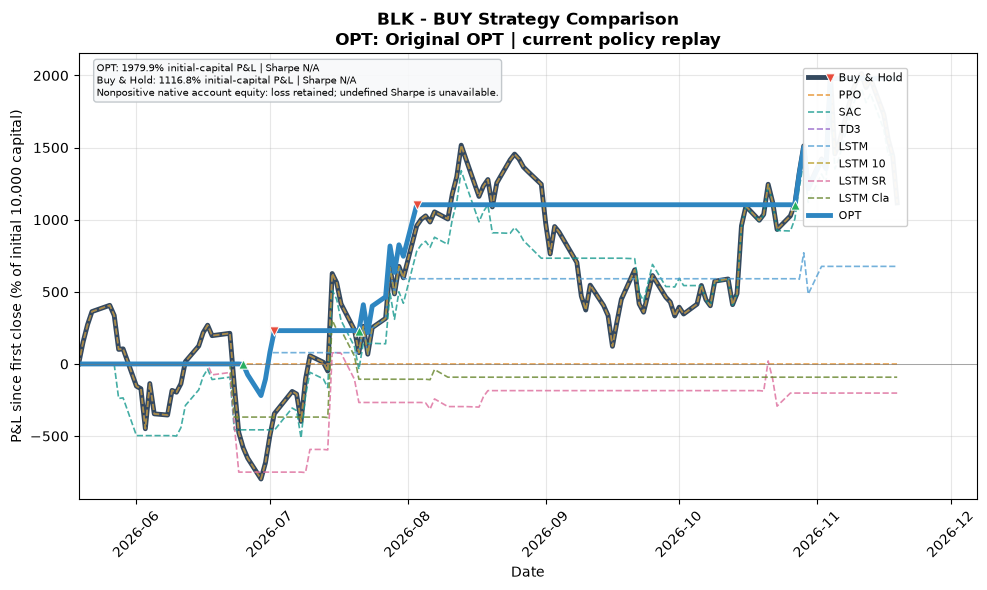 BLK - BUY Strategy Comparison
OPT: Original OPT | current policy replay
OPT: 1979.9% initial-capital P&L | Sharpe N/A
Buy & Hold: 1116.8% initial-capital P&L | Sharpe N/A
Nonpositive native account equity: loss retained; undefined Sharpe is unavailable.
Buy & Hold
PPO
SAC
TD3
LSTM
LSTM 10
LSTM SR
LSTM Cla
OPT
P&L since first close (% of initial 10,000 capital)
2000
1500
1000
500
0
−500
2026-06
2026-07
2026-08
2026-09
2026-10
2026-11
2026-12
Date